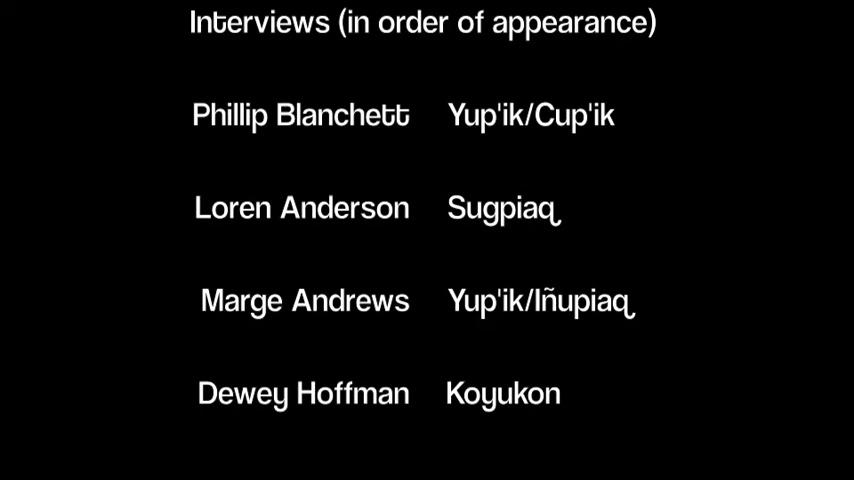 Interviews (in order of appearance)
Phillip Blanchett Yup'ik/Cup'ik
Loren Anderson Sugpiaq
Marge Andrews Yup'ik/Iñupiaq
Dewey Hoffman Koyukon